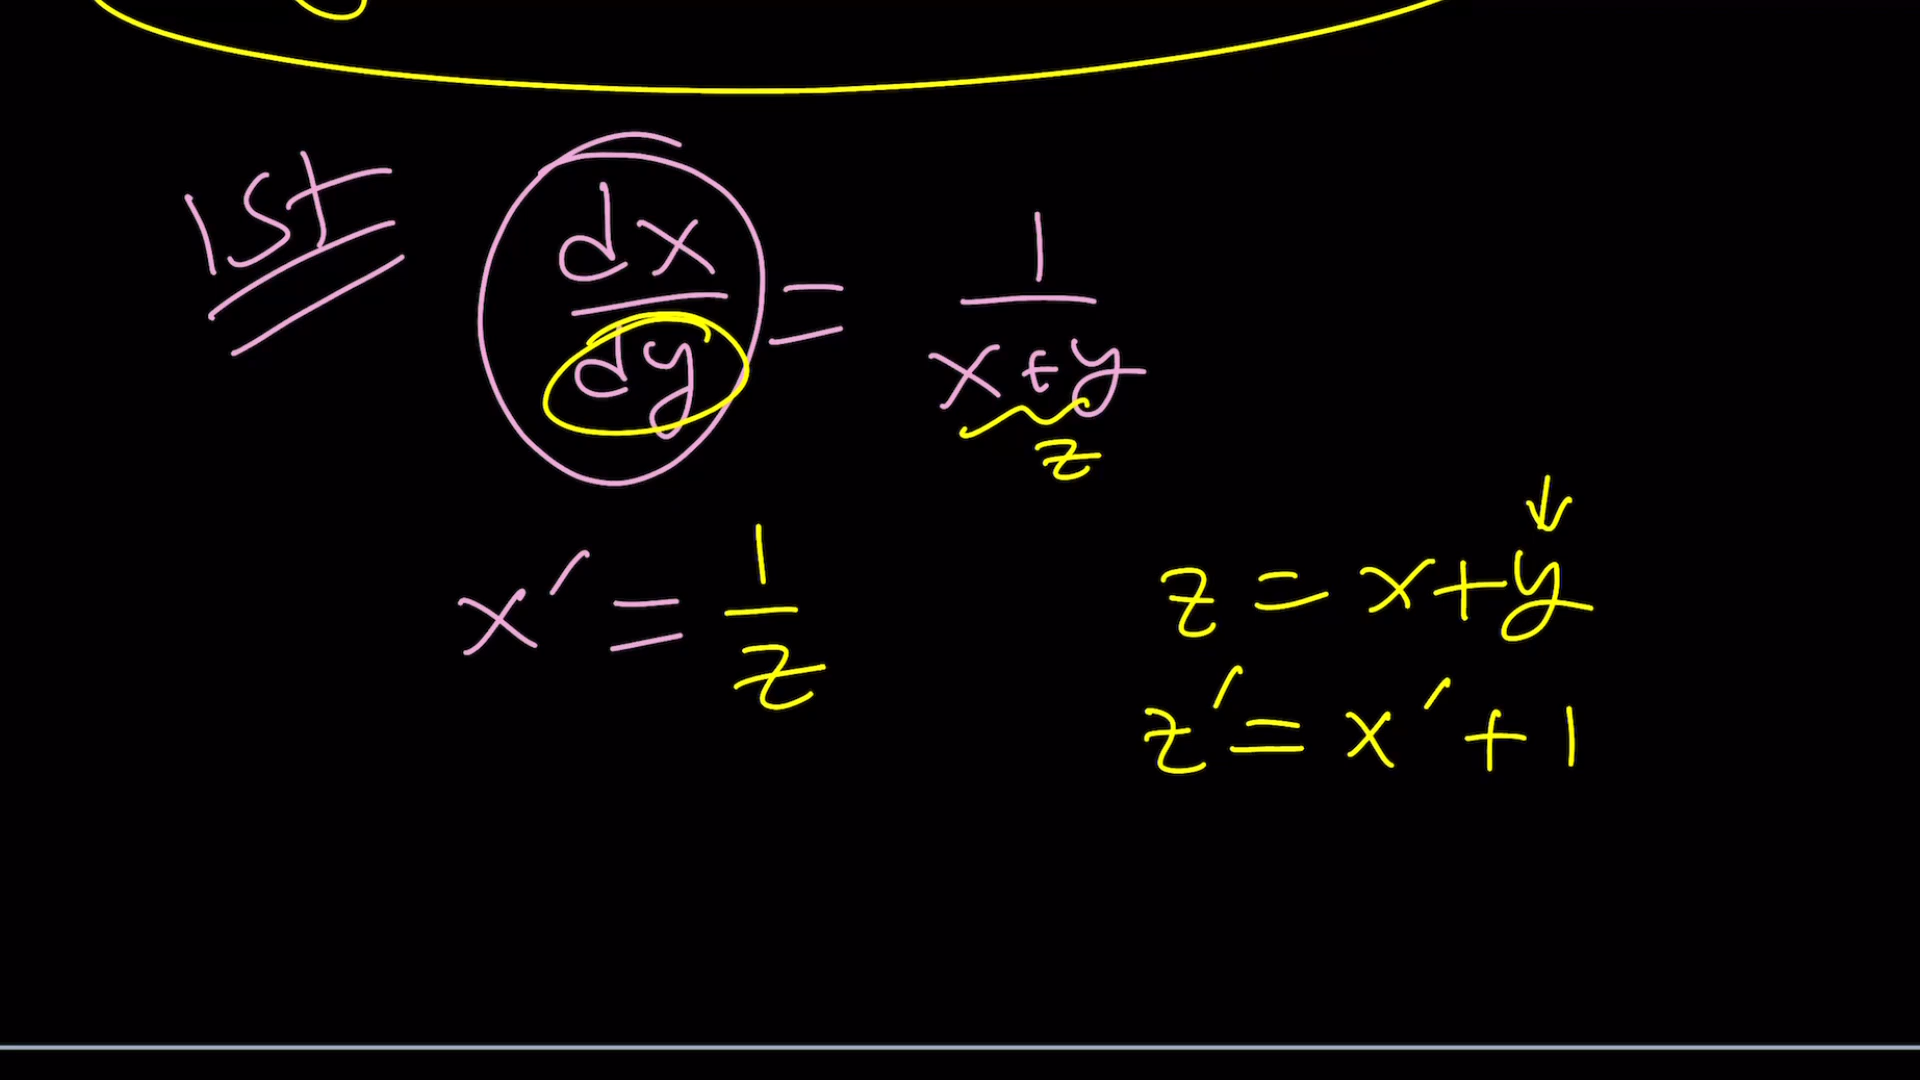 1st dx/dy = 1/(x+y)
z
x' = 1/z
z = x+y
z' = x' + 1